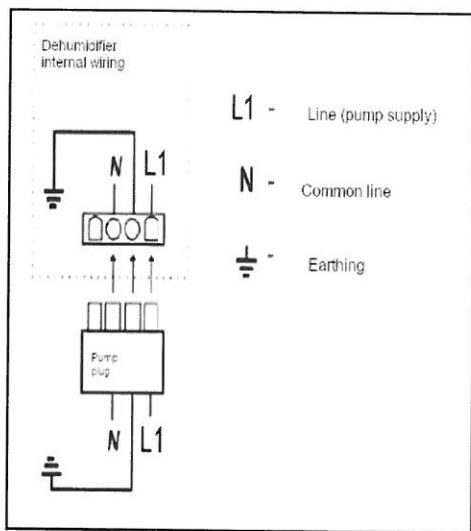 Dehumidifier
internal wiring
N L1
L1 - Line (pump supply)
N - Common line
- Earthing
Pump
plug
N L1